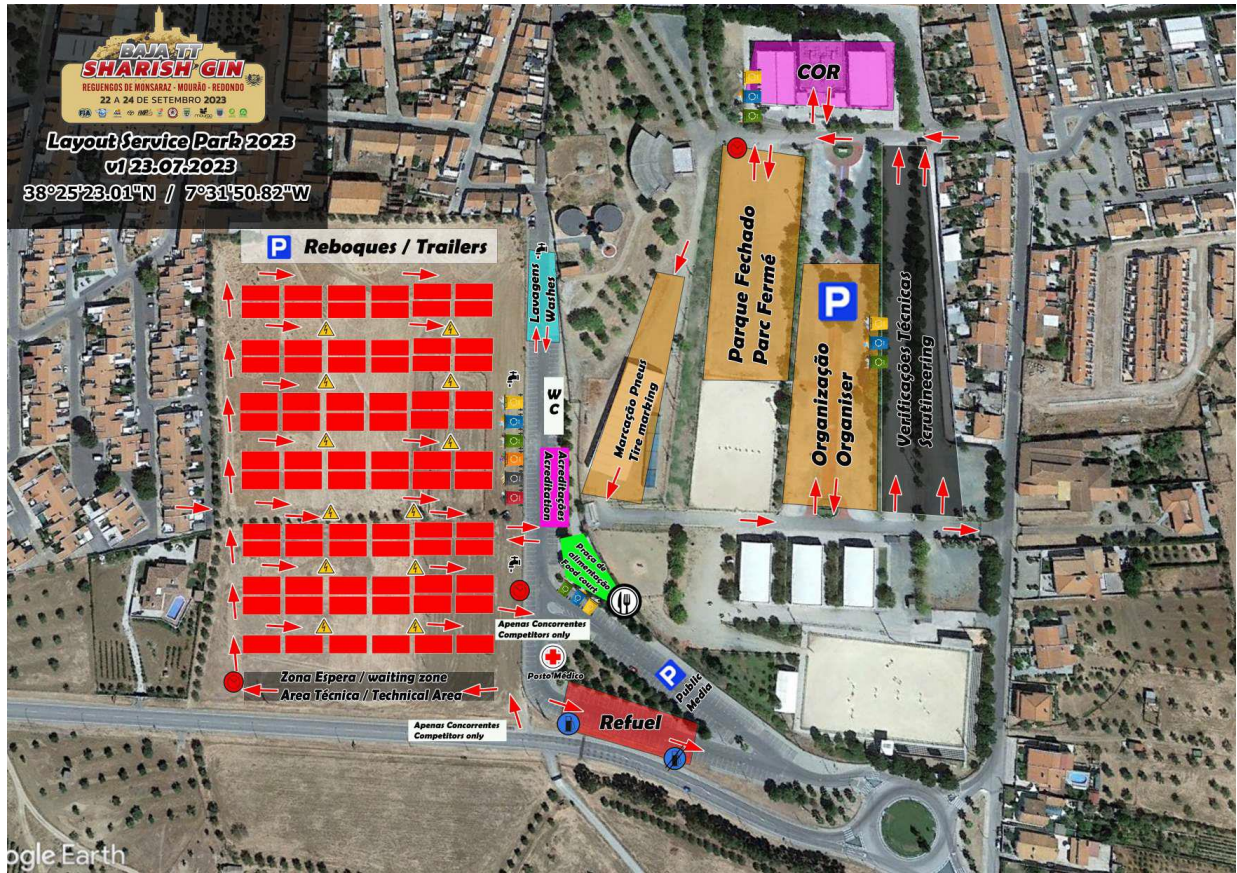 BAJA TT
SHARISH GIN
REGUENGOS DE MONSARAZ - MOURÃO - REDONDO
22 A 24 DE SETEMBRO 2023
FIA
Layout Service Park 2023
v1 23.07.2023
38°25'23.01"N / 7°31'50.82"W
COR
P Reboques / Trailers
Lavagens
Washes
Parque Fechado
Parc Fermé
P
Organização
Organiser
Verificações Técnicas
Scrutineering
Marcação Pneus
Tire marking
WC
Acreditações
Acreditation
Praça de
alimentação
Food court
Apenas Concorrentes
Competitors only
Posto Médico
P
Public
Media
Zona Espera / waiting zone
Area Técnica / Technical Area
Apenas Concorrentes
Competitors only
Refuel
ogle Earth